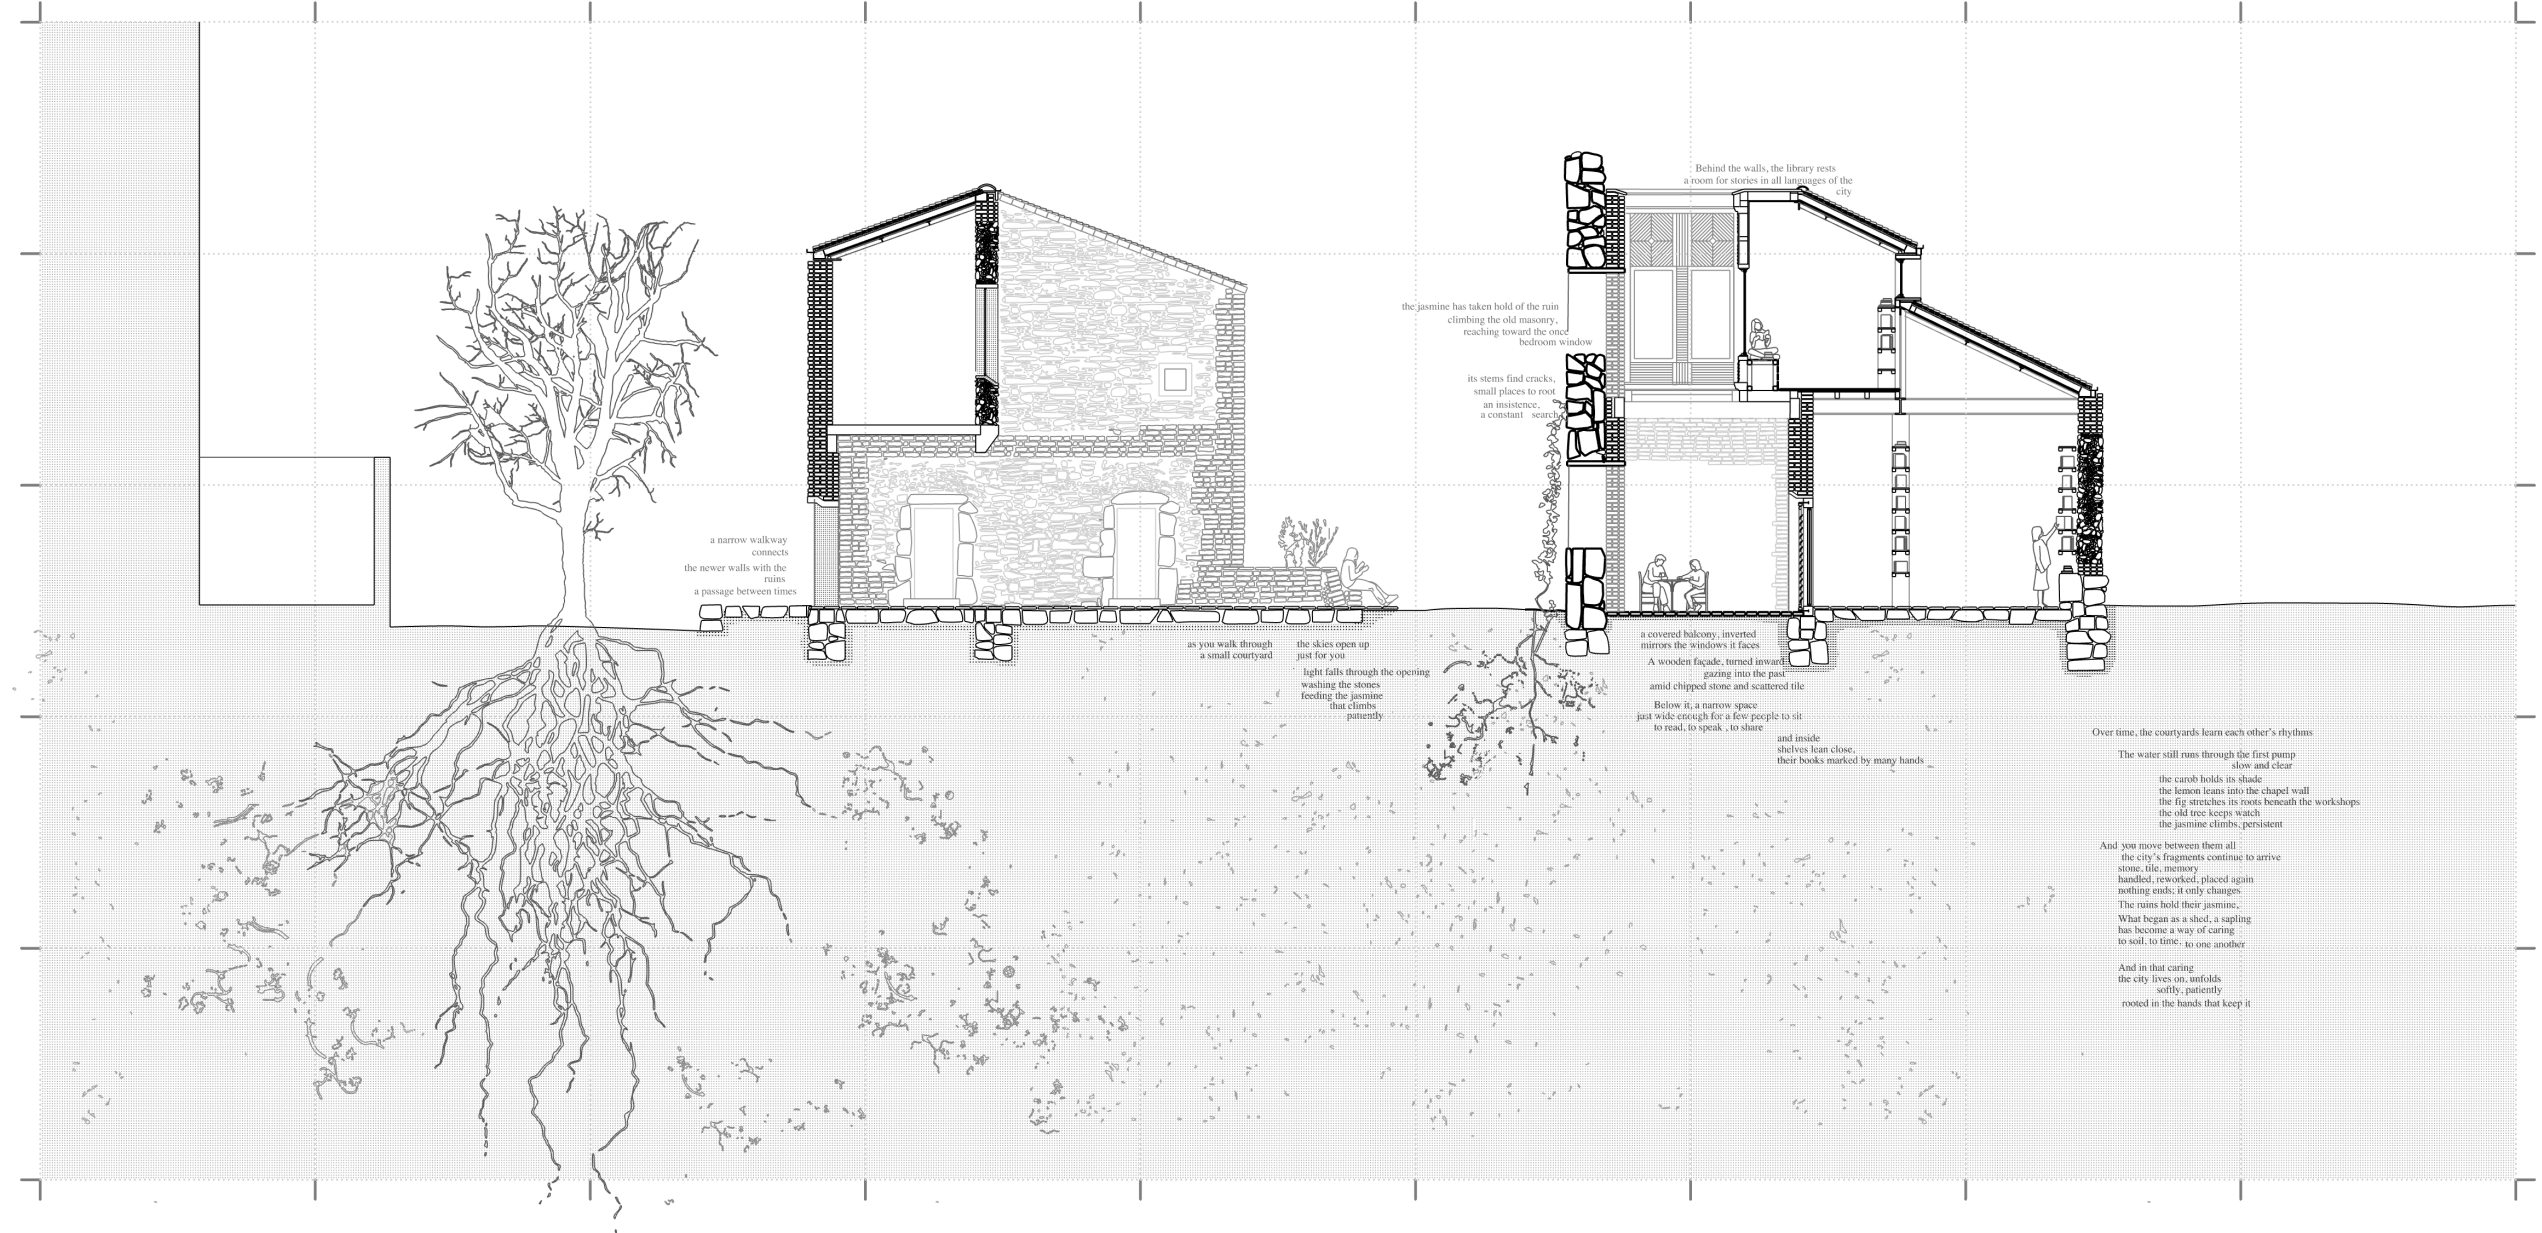 Behind the walls, the library rests
a room for stories in all languages of the
city
the jasmine has taken hold of the ruin
climbing the old masonry,
reaching toward the once
bedroom window
its stems find cracks,
small places to root
an insistence,
a constant search
a narrow walkway
connects
the newer walls with the
ruins
a passage between times
as you walk through
a small courtyard
the skies open up
just for you
light falls through the opening
washing the stones
feeding the jasmine
that climbs
patiently
a covered balcony, inverted
mirrors the windows it faces
A wooden façade, turned inward
gazing into the past
amid chipped stone and scattered tile
Below it, a narrow space
just wide enough for a few people to sit
to read, to speak , to share
and inside
shelves lean close,
their books marked by many hands
Over time, the courtyards learn each other's rhythms
The water still runs through the first pump
slow and clear
the carob holds its shade
the lemon leans into the chapel wall
the fig stretches its roots beneath the workshops
the old tree keeps watch
the jasmine climbs, persistent
And you move between them all
the city's fragments continue to arrive
stone, tile, memory
handled, reworked, placed again
nothing ends; it only changes
The ruins hold their jasmine,
What began as a shed, a sapling
has become a way of caring
to soil, to time, to one another
And in that caring
the city lives on, unfolds
softly, patiently
rooted in the hands that keep it